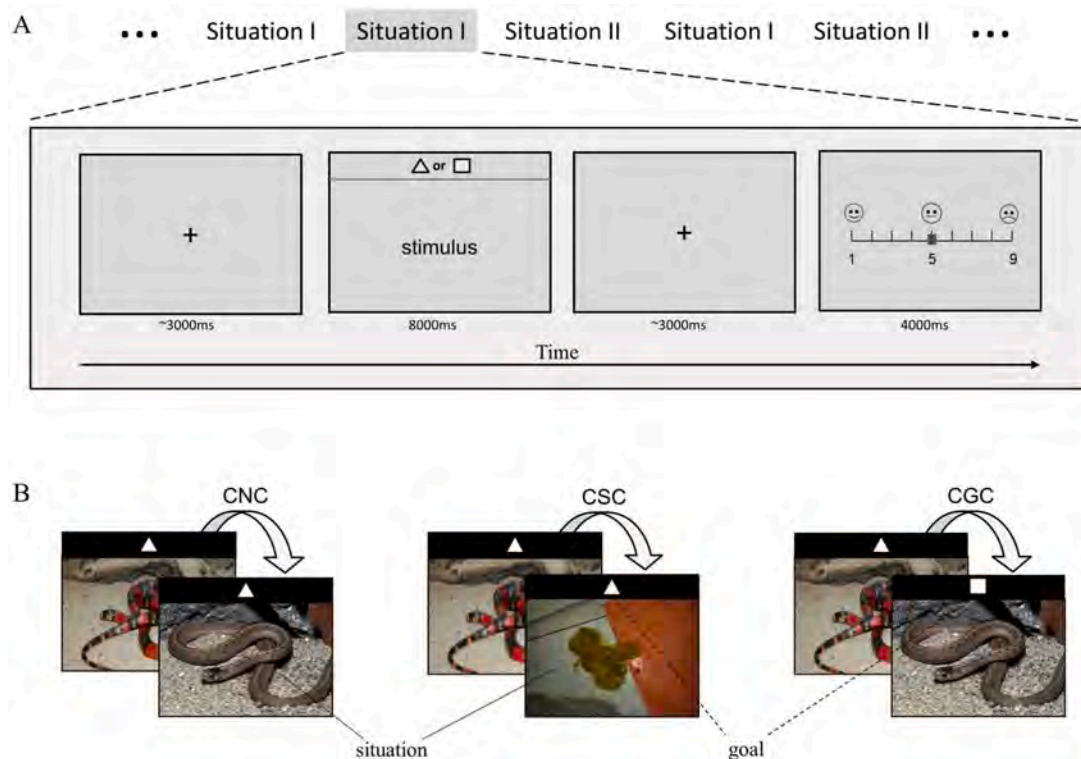 A
••• Situation I Situation I Situation II Situation I Situation II •••
or
+ stimulus + 
1 5 9
~3000ms 8000ms ~3000ms 4000ms
Time
B
CNC CSC CGC
situation goal